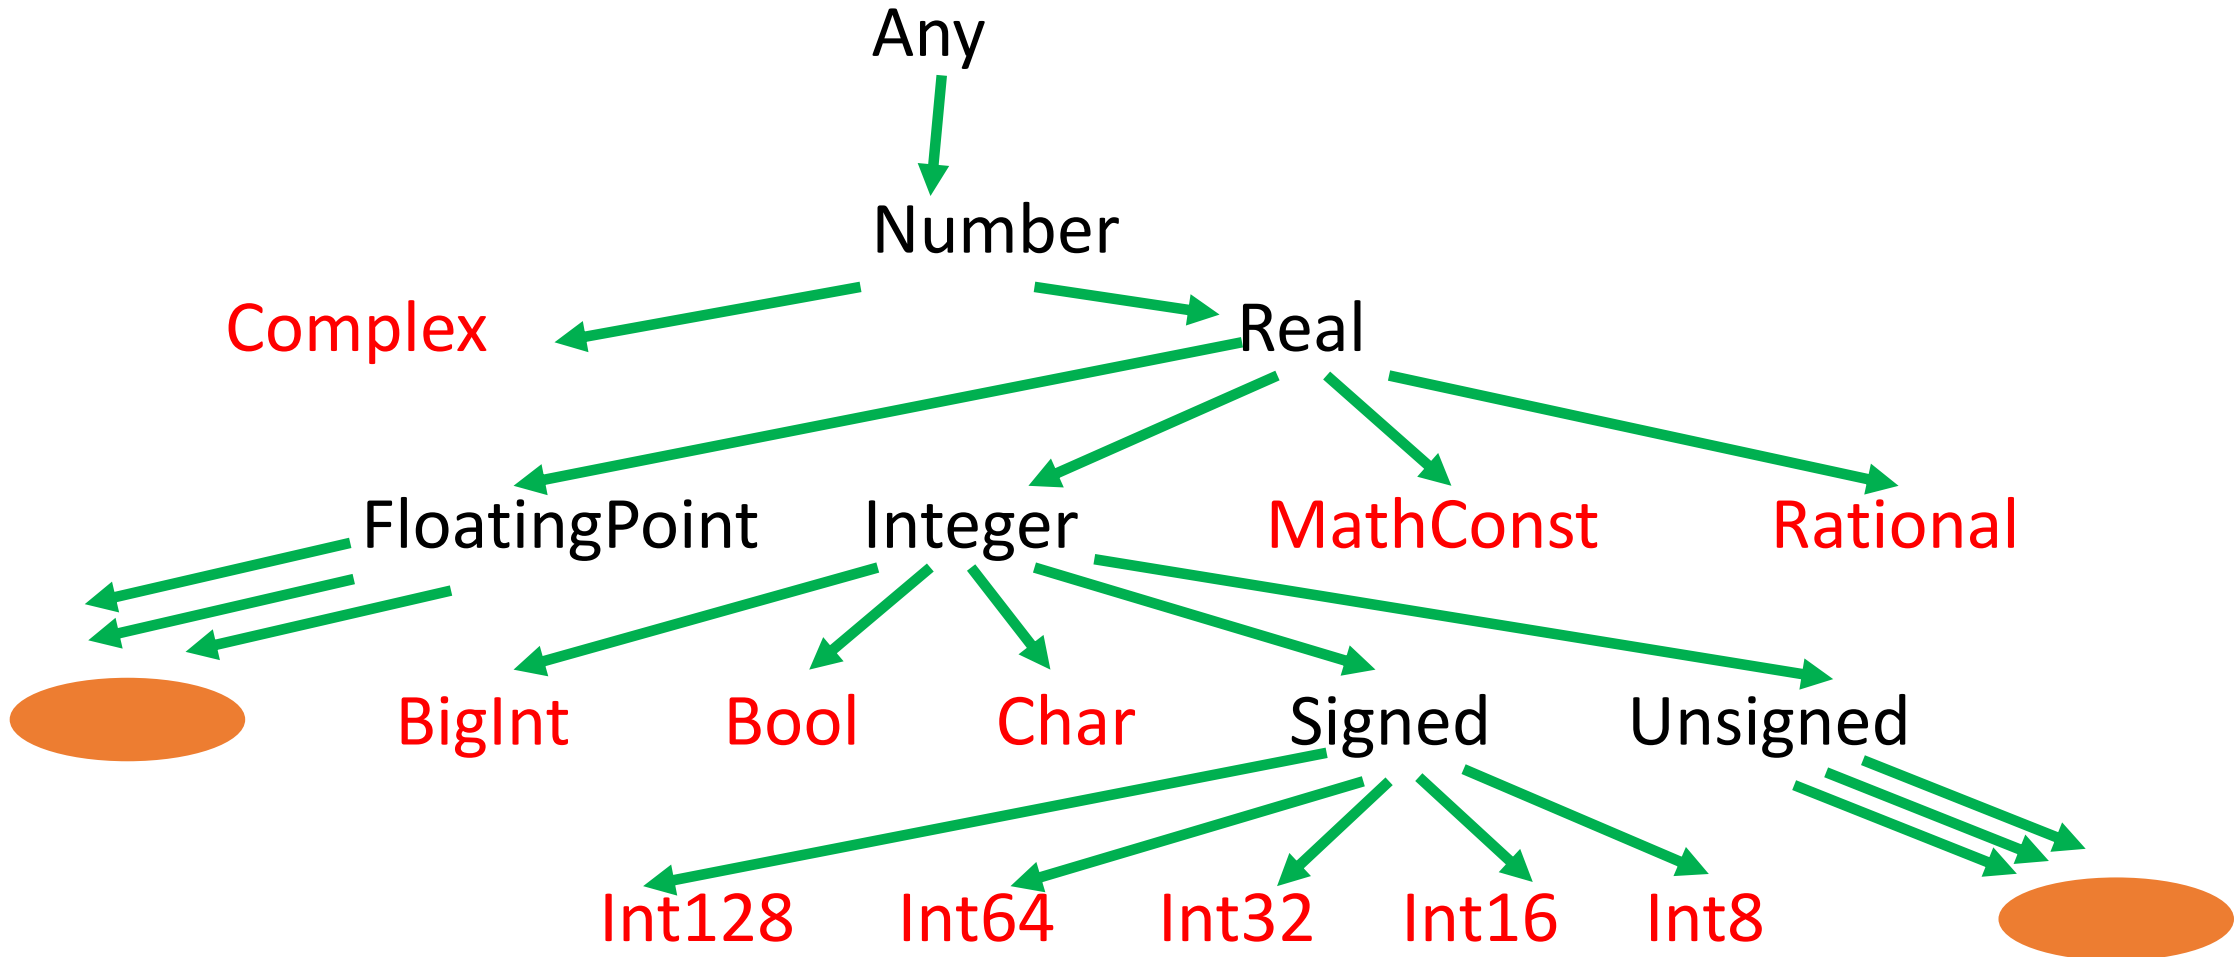 Any
Number
Complex
Real
FloatingPoint
Integer
MathConst
Rational
BigInt
Bool
Char
Signed
Unsigned
Int128
Int64
Int32
Int16
Int8